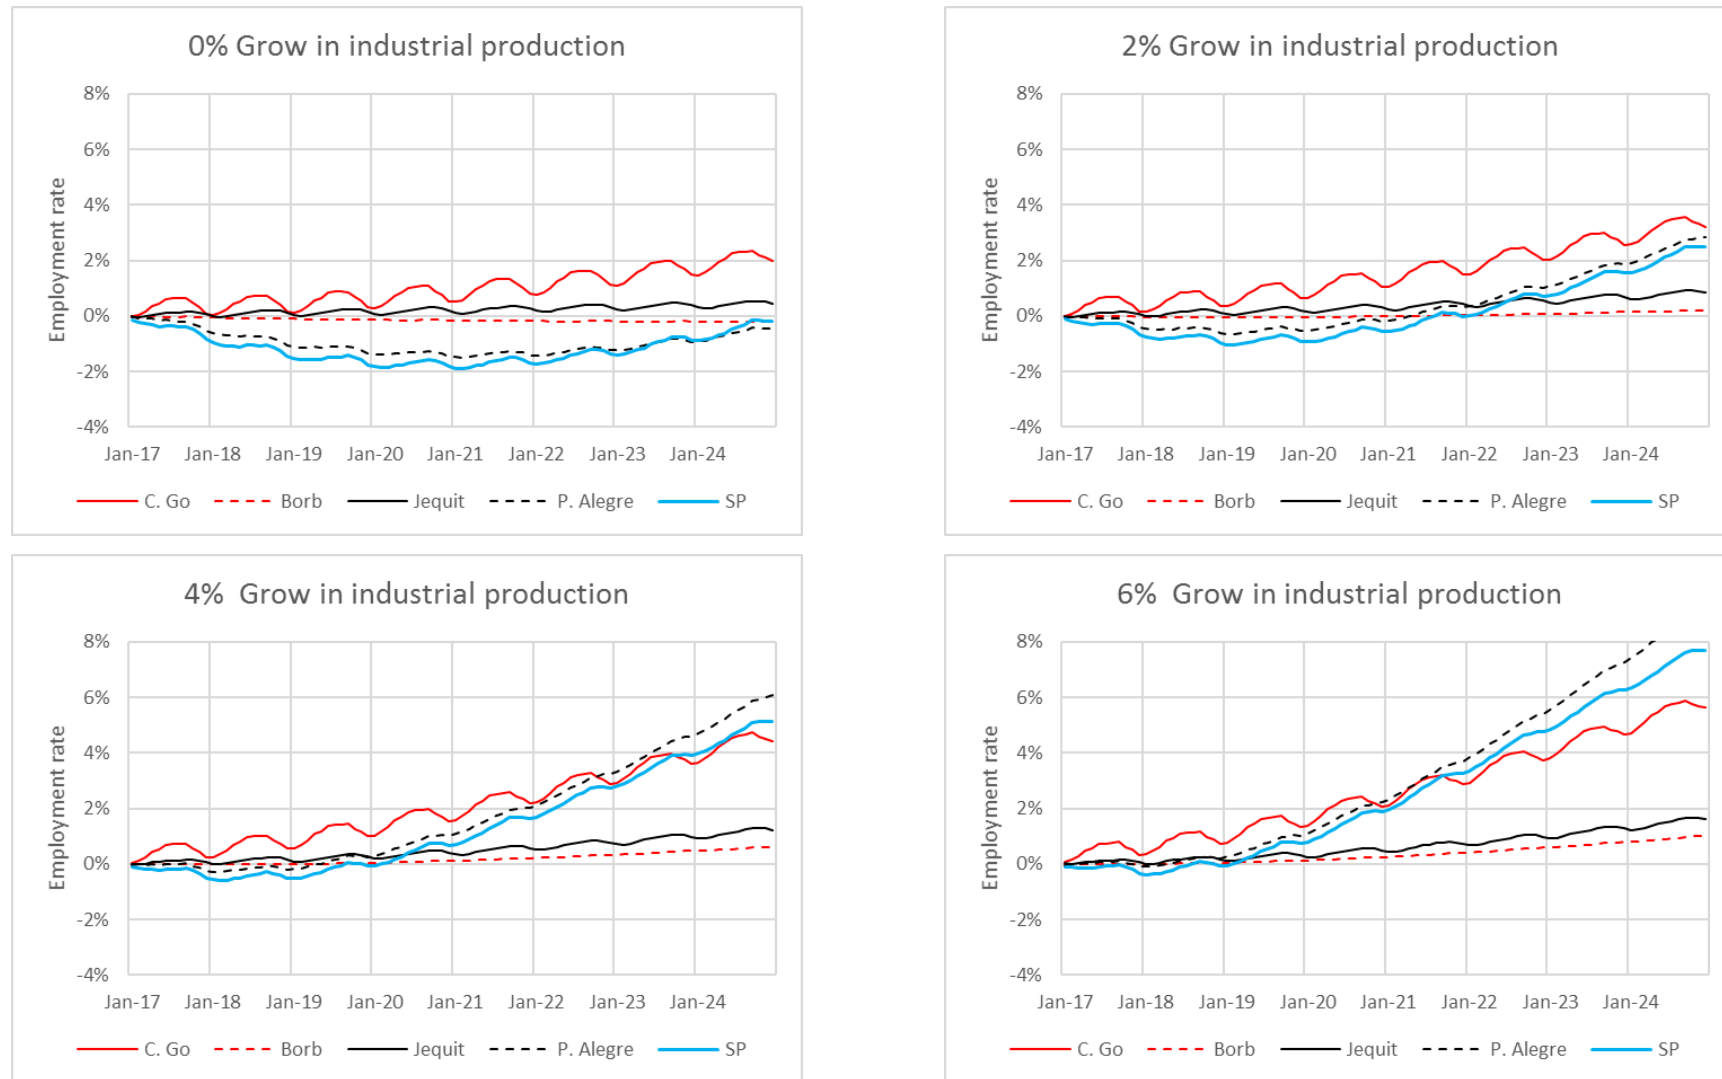 0% Grow in industrial production
8%
6%
4%
2%
0%
-2%
-4%
Employment rate
Jan-17 Jan-18 Jan-19 Jan-20 Jan-21 Jan-22 Jan-23 Jan-24
C. Go Borb Jequit P. Alegre SP
2% Grow in industrial production
8%
6%
4%
2%
0%
-2%
-4%
Employment rate
Jan-17 Jan-18 Jan-19 Jan-20 Jan-21 Jan-22 Jan-23 Jan-24
C. Go Borb Jequit P. Alegre SP
4% Grow in industrial production
8%
6%
4%
2%
0%
-2%
-4%
Employment rate
Jan-17 Jan-18 Jan-19 Jan-20 Jan-21 Jan-22 Jan-23 Jan-24
C. Go Borb Jequit P. Alegre SP
6% Grow in industrial production
8%
6%
4%
2%
0%
-2%
-4%
Employment rate
Jan-17 Jan-18 Jan-19 Jan-20 Jan-21 Jan-22 Jan-23 Jan-24
C. Go Borb Jequit P. Alegre SP